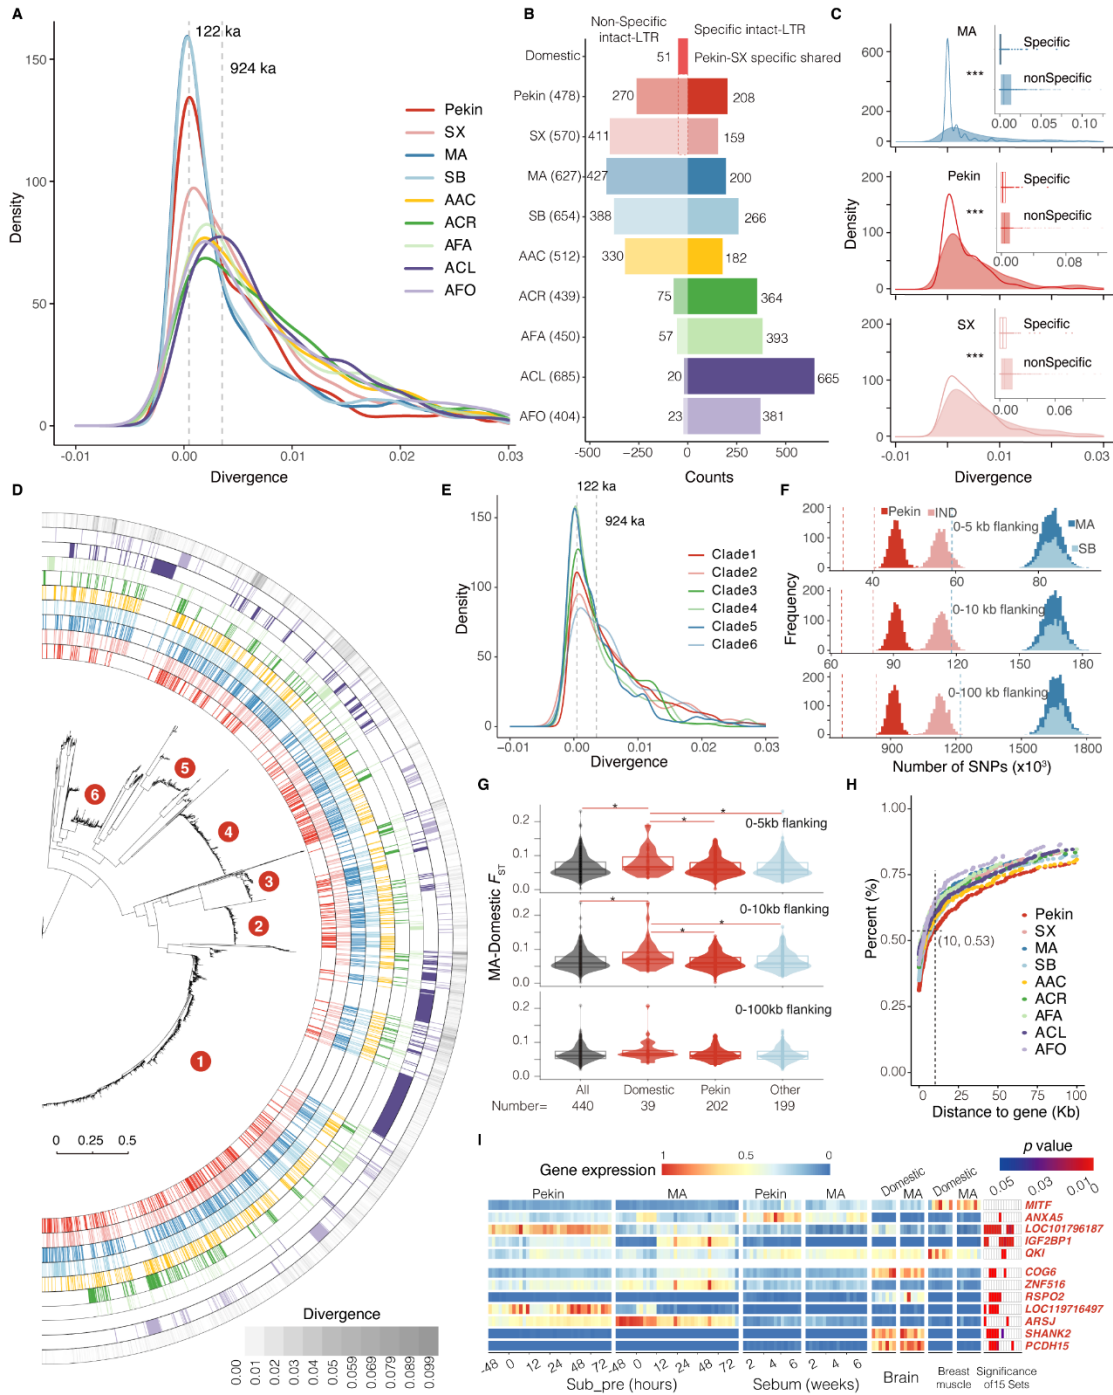 A
122 ka
924 ka
150
100
50
0
Density
-0.01
0.00
0.01
0.02
0.03
Divergence
Pekin
SX
MA
SB
AAC
ACR
AFA
ACL
AFO
B
Non-Specific
intact-LTR
Specific intact-LTR
Domestic
51
Pekin-SX specific shared
Pekin (478)
270
208
SX (570)
411
159
MA (627)
427
200
SB (654)
388
266
AAC (512)
330
182
ACR (439)
75
364
AFA (450)
57
393
ACL (685)
20
665
AFO (404)
23
381
-500
-250
0
250
500
Counts
C
MA
Specific
nonSpecific
***
600
400
200
0
0.00
0.05
0.10
Pekin
Specific
nonSpecific
***
200
100
0
0.00
0.08
Density
SX
Specific
nonSpecific
***
200
100
0
0.00
0.06
-0.01
0.00
0.01
0.03
Divergence
D
6
5
4
3
2
1
0
0.25
0.5
Divergence
0.00
0.01
0.03
0.04
0.05
0.06
0.07
0.08
0.09
0.099
E
122 ka
924 ka
150
100
50
0
Density
Clade1
Clade2
Clade3
Clade4
Clade5
Clade6
-0.01
0.00
0.01
0.02
0.03
Divergence
F
Pekin
IND
MA
SB
0-5 kb flanking
200
100
0
40
60
80
0-10 kb flanking
200
100
0
60
90
120
150
180
0-100 kb flanking
200
100
0
900
1200
1500
1800
Frequency
Number of SNPs (x10³)
G
*
*
*
0-5kb flanking
0.2
0.1
0.0
*
*
*
0-10kb flanking
0.2
0.1
0.0
0-100kb flanking
0.2
0.1
0.0
MA-Domestic FST
All
Domestic
Pekin
Other
Number=
440
39
202
199
H
1.00
0.75
0.50
0.25
0.00
Percent (%)
(10, 0.53)
Pekin
SX
MA
SB
AAC
ACR
AFA
ACL
AFO
0
25
50
75
100
Distance to gene (Kb)
I
Gene expression
1
0.5
0
p value
0.05
0.03
0.01
0
Pekin
MA
Pekin
MA
Domestic
MA
Domestic
MA
MITF
ANXA5
LOC101796187
IGF2BP1
QKI
COG6
ZNF516
RSPO2
LOC119716497
ARSJ
SHANK2
PCDH15
-48
0
12
24
48
72
-48
0
12
24
48
72
Sub_pre (hours)
2
4
6
2
4
6
Sebum (weeks)
Brain
Breast
muscle
Significance
of15 Sets